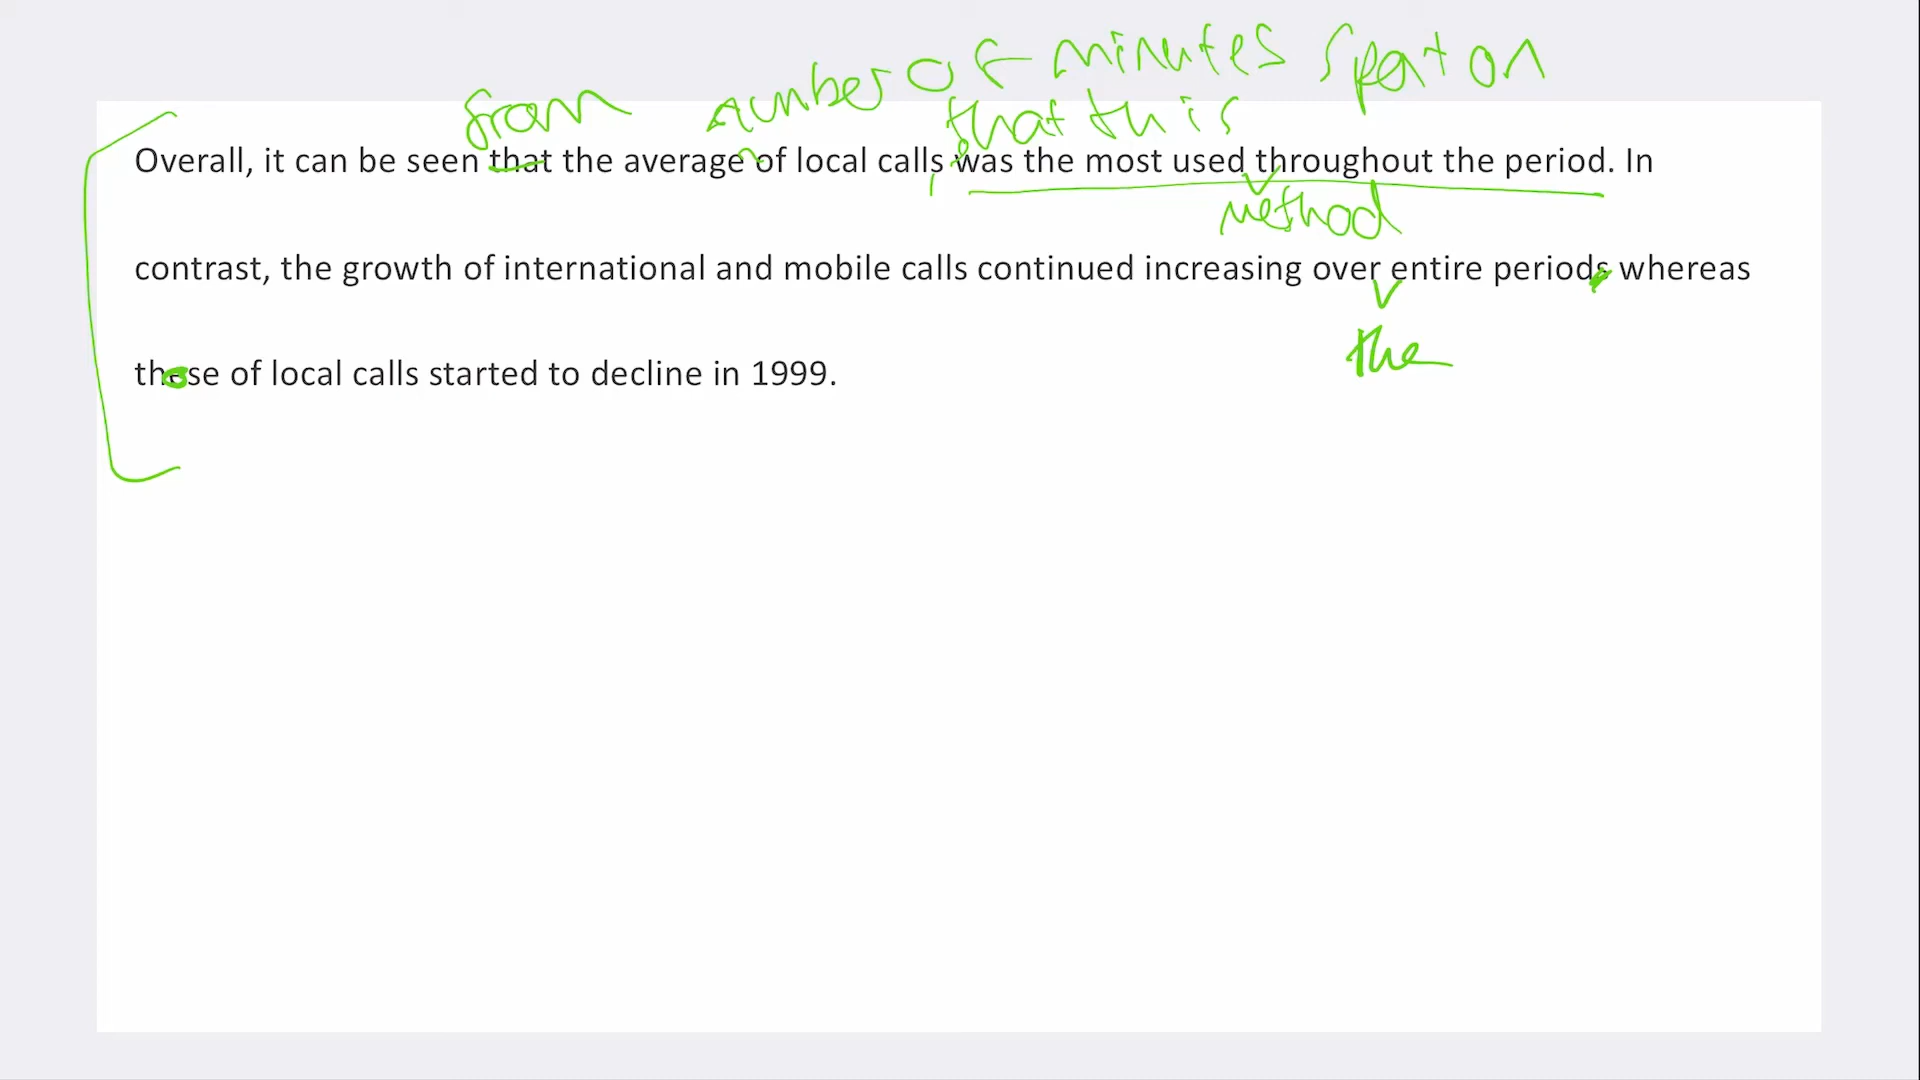 number of minutes spent on
from that this
Overall, it can be seen that the average of local calls, was the most used throughout the period. In
method
contrast, the growth of international and mobile calls continued increasing over entire periods whereas
the
those of local calls started to decline in 1999.